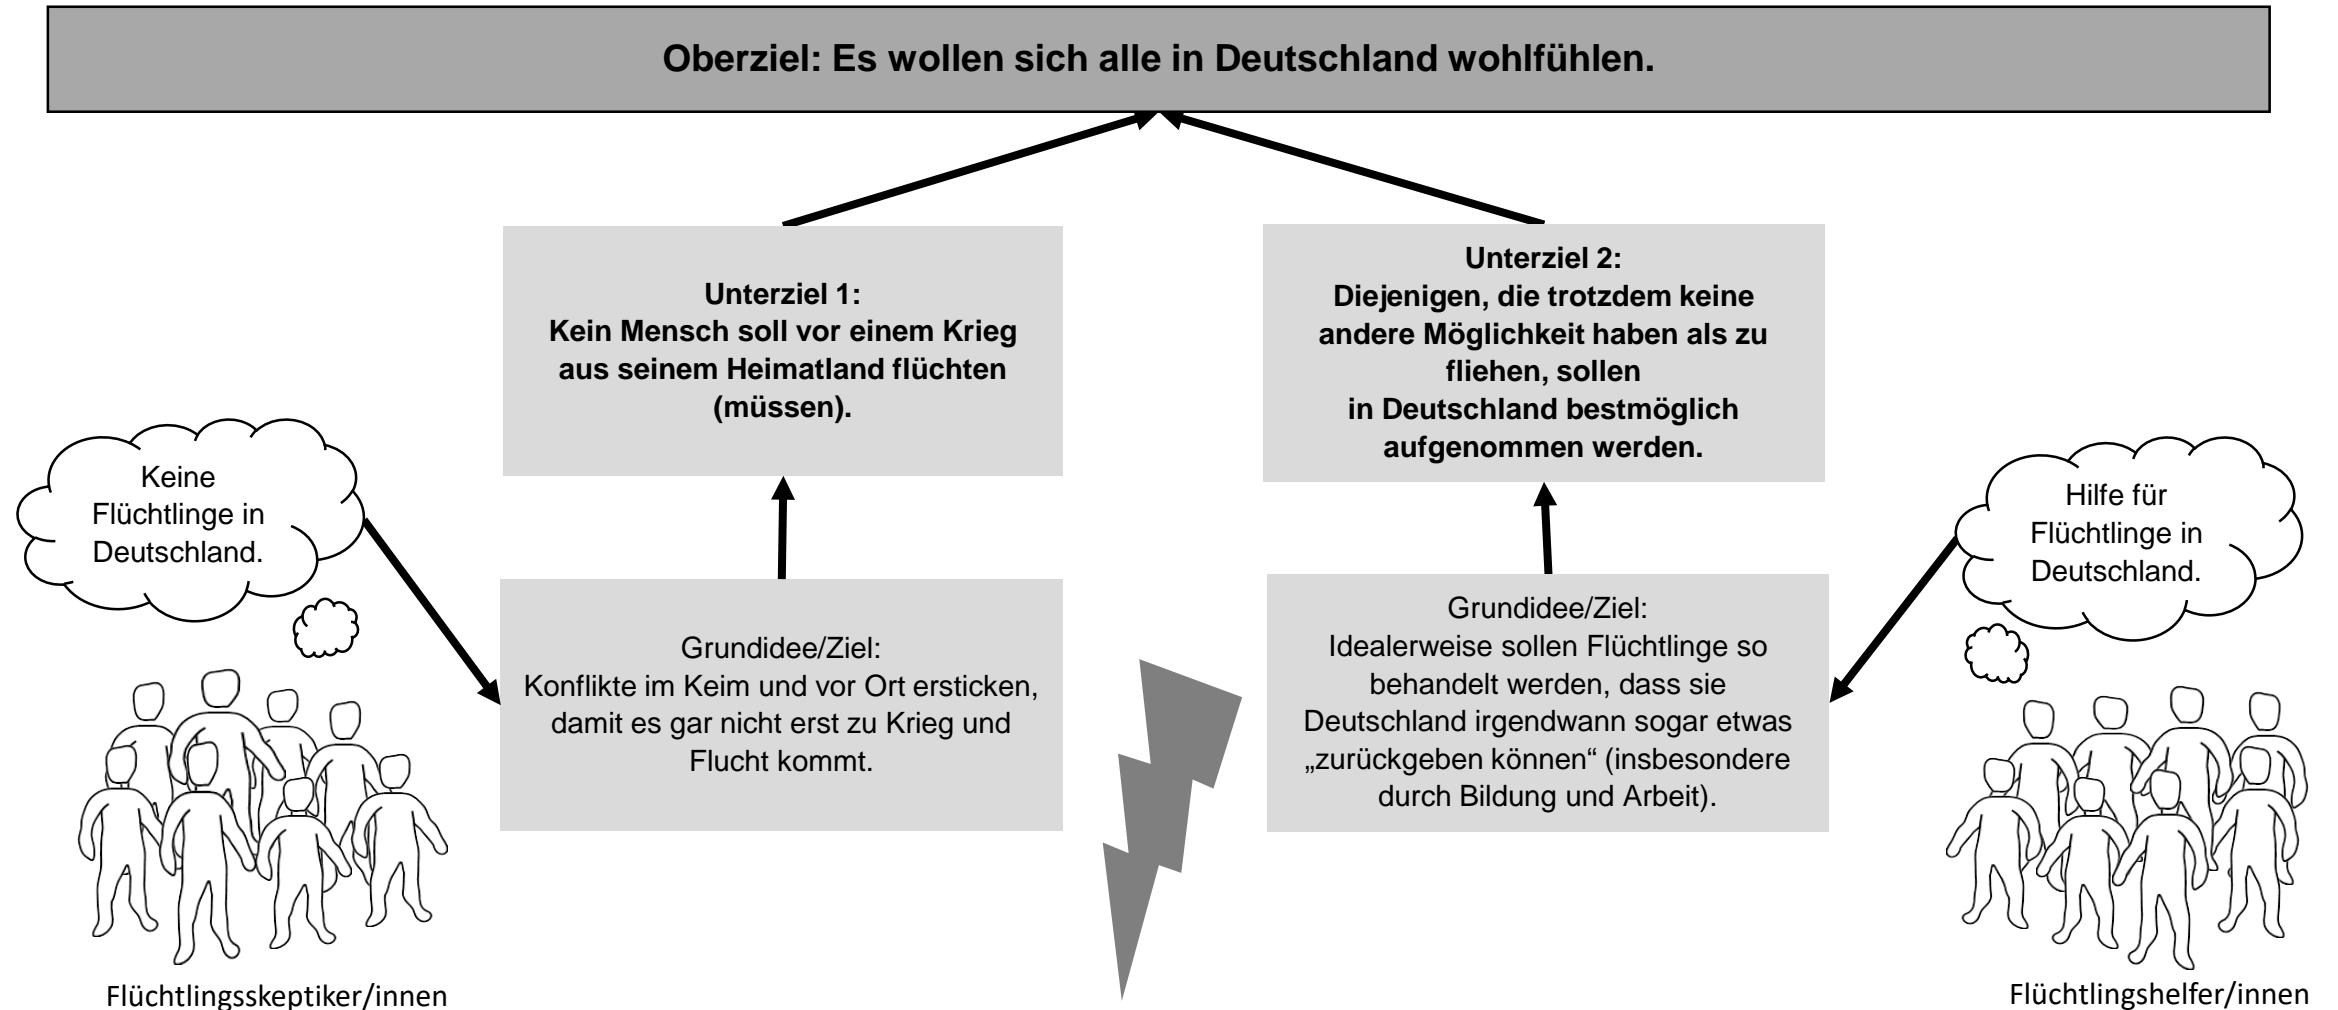 Oberziel: Es wollen sich alle in Deutschland wohlfühlen.
Unterziel 1:
Kein Mensch soll vor einem Krieg
aus seinem Heimatland flüchten
(müssen).
Unterziel 2:
Diejenigen, die trotzdem keine
andere Möglichkeit haben als zu
fliehen, sollen
in Deutschland bestmöglich
aufgenommen werden.
Keine
Flüchtlinge in
Deutschland.
Hilfe für
Flüchtlinge in
Deutschland.
Grundidee/Ziel:
Konflikte im Keim und vor Ort ersticken,
damit es gar nicht erst zu Krieg und
Flucht kommt.
Grundidee/Ziel:
Idealerweise sollen Flüchtlinge so
behandelt werden, dass sie
Deutschland irgendwann sogar etwas
„zurückgeben können“ (insbesondere
durch Bildung und Arbeit).
Flüchtlingsskeptiker/innen
Flüchtlingshelfer/innen